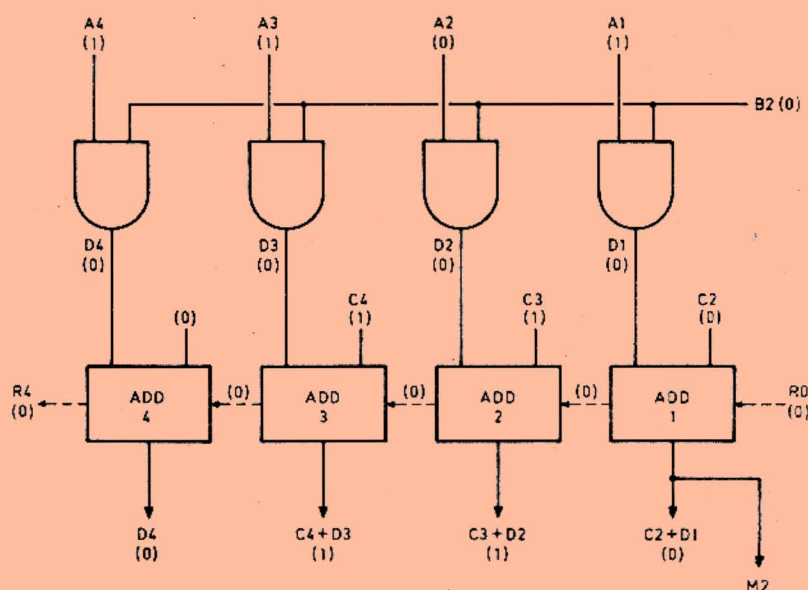 A4 A3 A2 A1
(1) (1) (0) (1)
B2(0)
D4 D3 D2 D1
(0) (0) (0) (0)
C4 C3 C2
(0) (1) (1) (0)
R4 (0) (0) (0) R0
(0) (0)
ADD ADD ADD ADD
4 3 2 1
D4 C4+D3 C3+D2 C2+D1
(0) (1) (1) (0)
M2